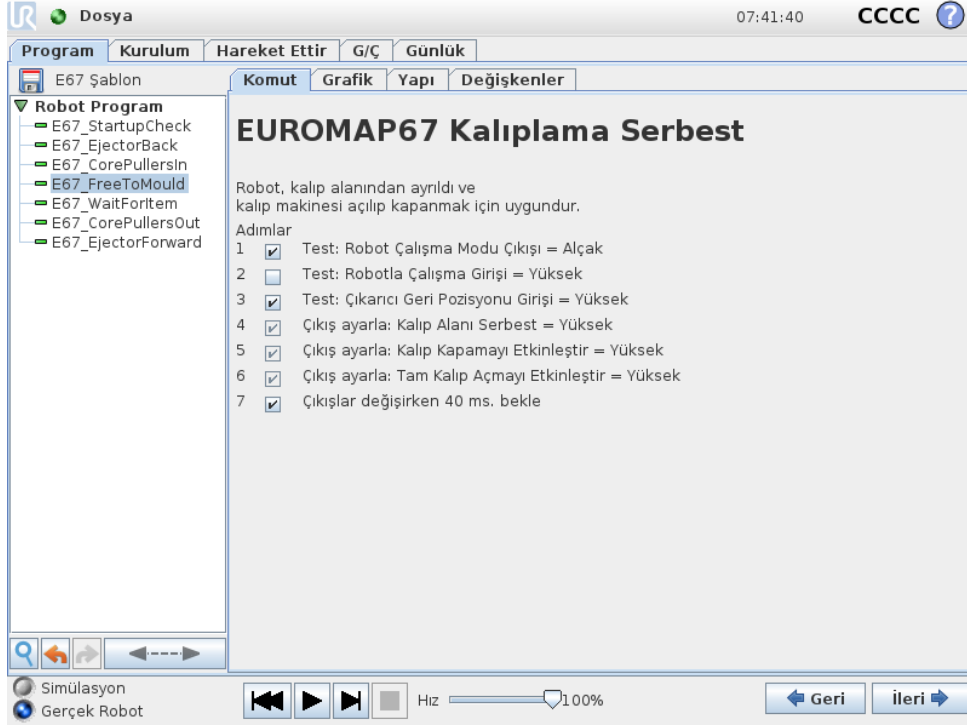 UR Dosya 07:41:40 CCCC ?
Program Kurulum Hareket Ettir G/Ç Günlük
E67 Şablon Komut Grafik Yapı Değişkenler
Robot Program
E67_StartupCheck
E67_EjectorBack
E67_CorePullersIn
E67_FreeToMould
E67_WaitForItem
E67_CorePullersOut
E67_EjectorForward
EUROMAP67 Kalıplama Serbest
Robot, kalıp alanından ayrıldı ve
kalıp makinesi açılıp kapanmak için uygundur.
Adımlar
1 Test: Robot Çalışma Modu Çıkışı = Alçak
2 Test: Robotla Çalışma Girişi = Yüksek
3 Test: Çıkarıcı Geri Pozisyonu Girişi = Yüksek
4 Çıkış ayarla: Kalıp Alanı Serbest = Yüksek
5 Çıkış ayarla: Kalıp Kapamayı Etkinleştir = Yüksek
6 Çıkış ayarla: Tam Kalıp Açmayı Etkinleştir = Yüksek
7 Çıkışlar değişirken 40 ms. bekle
Simülasyon
Gerçek Robot
Hız 100%
Geri İleri